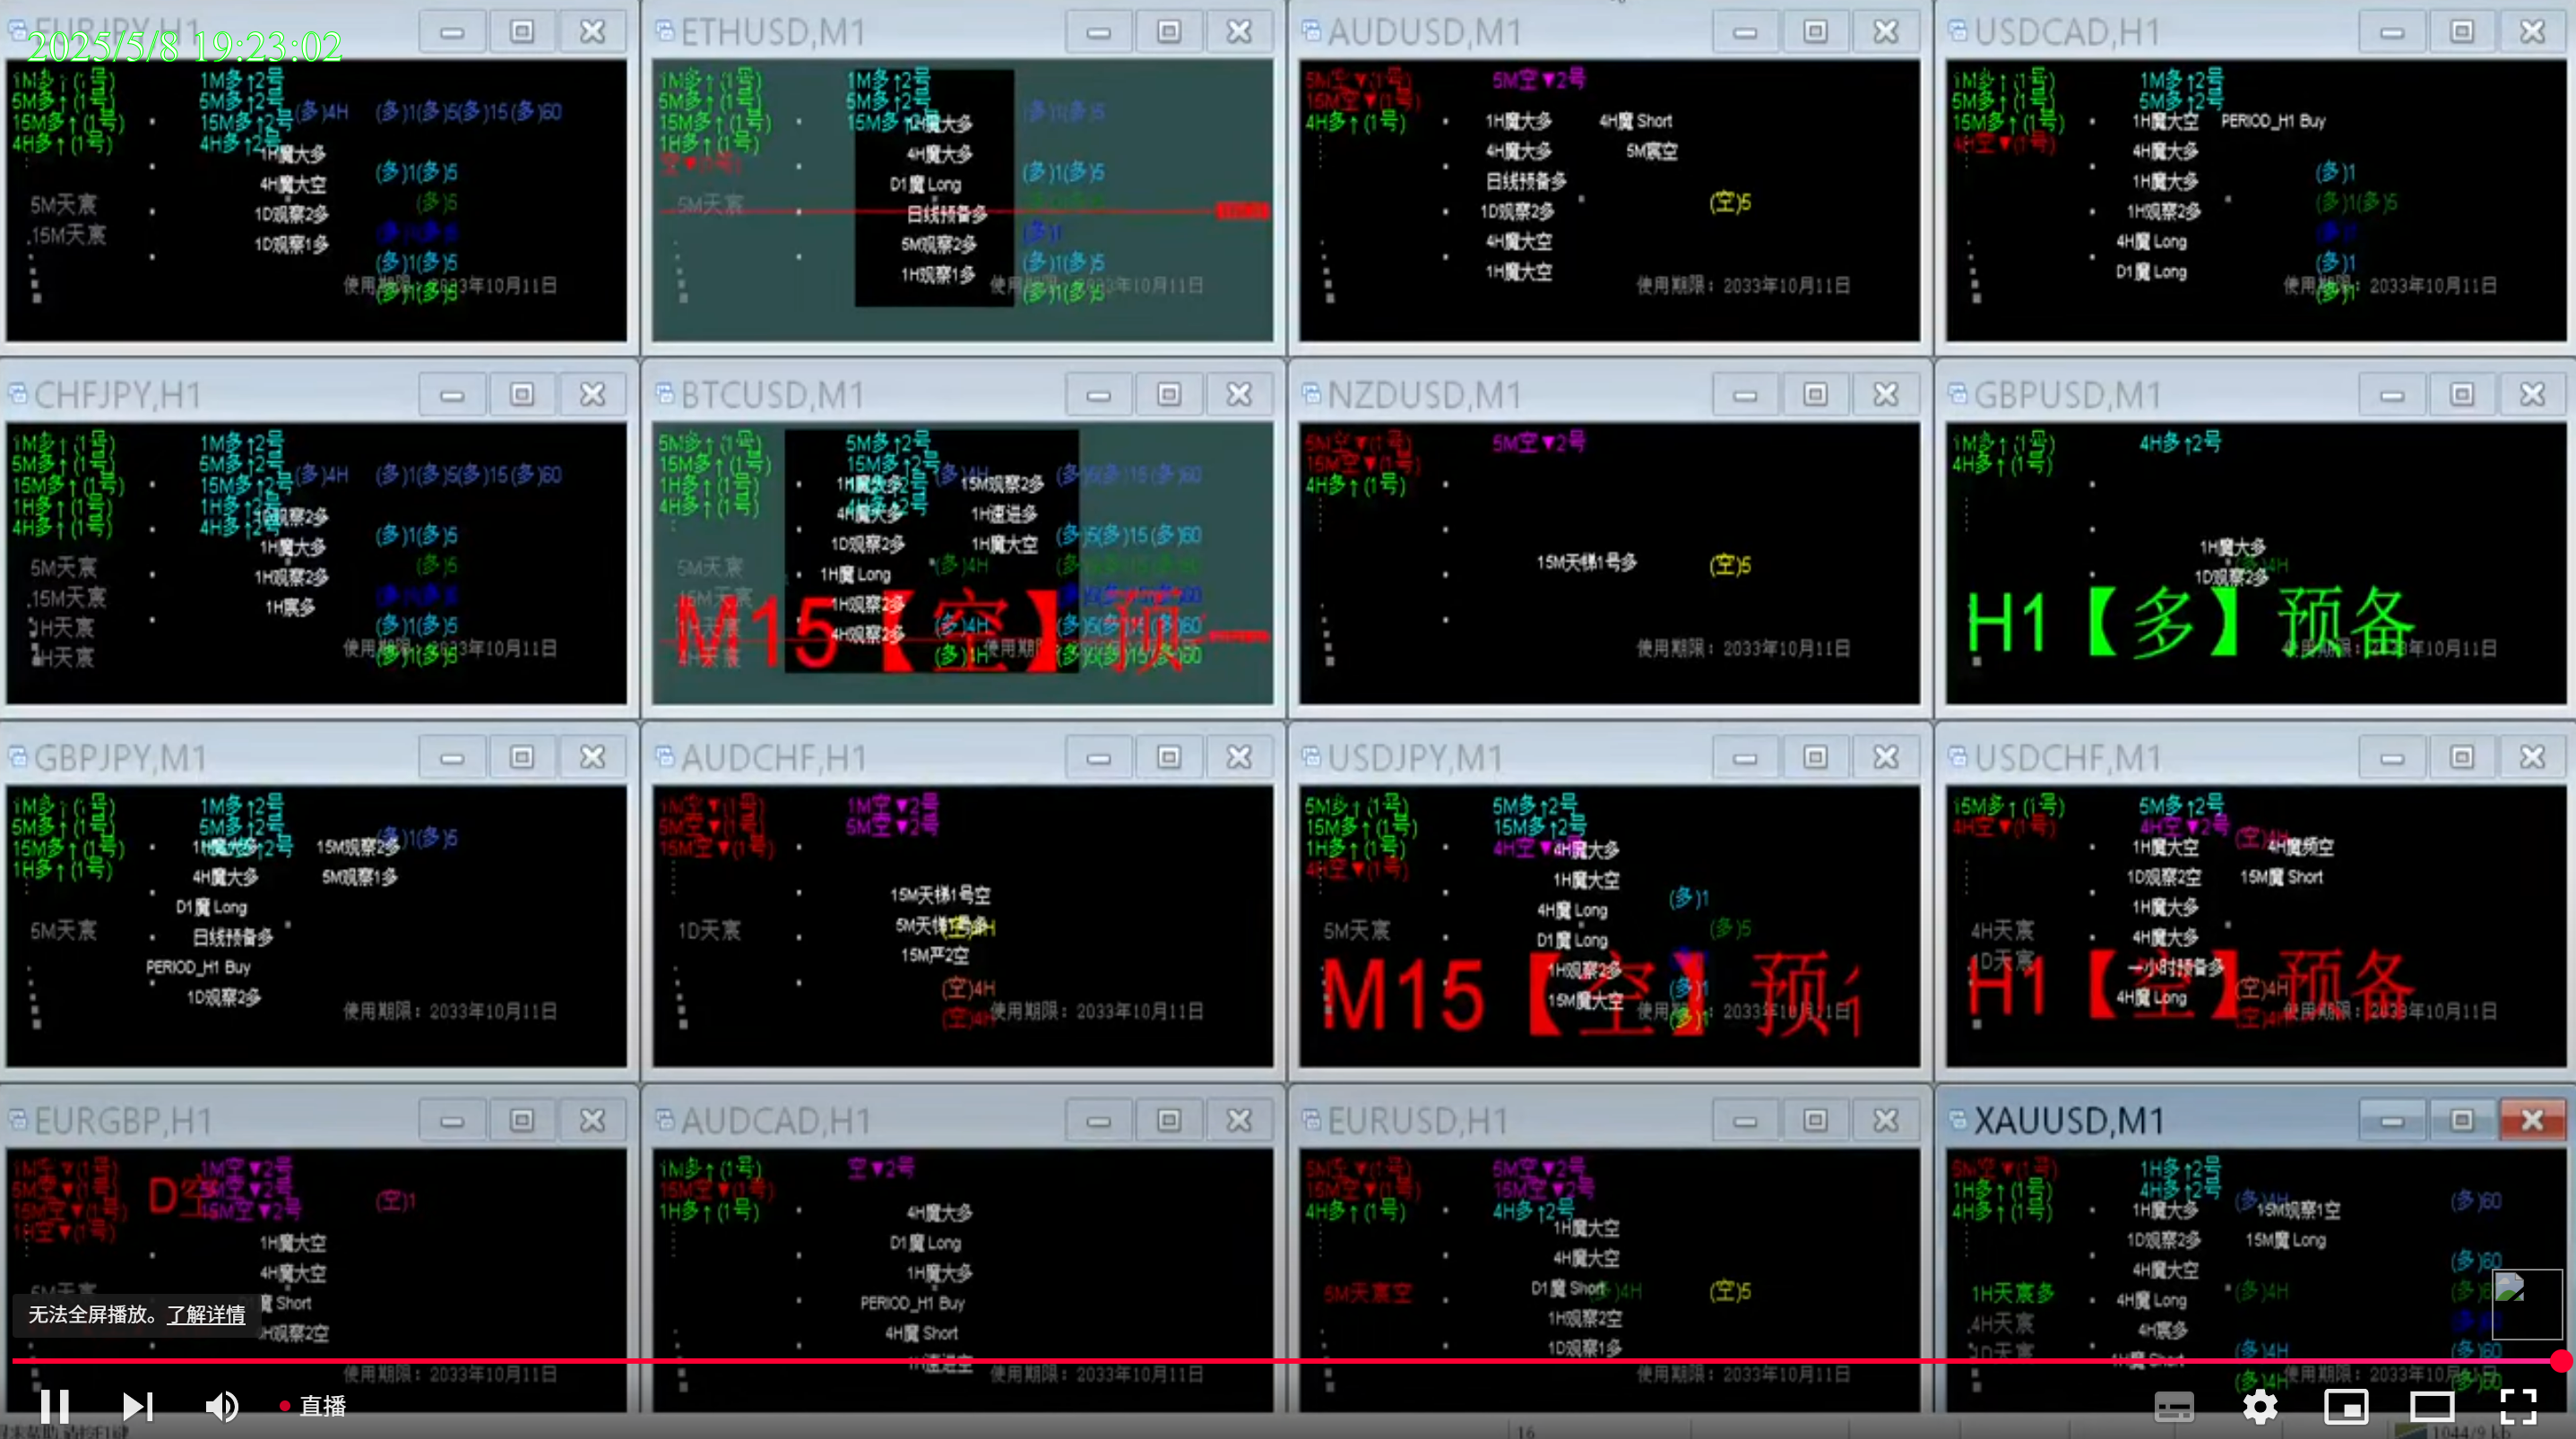 2025/5/8 19:23:02
EURJPY,H1
1M多↑(1号) 1M多↑2号
5M多↑(1号) 5M多↑2号
(多)4H (多)1(多)5(多)15(多)60
15M多↑(1号) 15M多↑2号
4H多↑(1号) 4H多↑2号
1H魔大多
(多)1(多)5
4H魔大空
5M天宸 (多)5
1D观察2多
15M天宸
1D观察1多
(多)1(多)5
使用期限：2033年10月11日
(多)1(多)5
ETHUSD,M1
1M多↑(1号) 1M多↑2号
5M多↑(1号) 5M多↑2号
15M多↑(1号) 15M多↑2号
1H魔大多
1H多↑(1号)
4H魔大多
(多)1(多)5
D1魔 Long
5M天宸
日线预备多
(多)1
5M观察2多
(多)1(多)5
1H观察1多
使用期限：2033年10月11日
(多)1(多)5
AUDUSD,M1
5M空▼(1号) 5M空▼2号
15M空▼(1号)
4H多↑(1号) 1H魔大多 4H魔 Short
4H魔大多 5M宸空
日线预备多
(空)5
1D观察2多
4H魔大空
1H魔大空
使用期限：2033年10月11日
USDCAD,H1
1M多↑(1号) 1M多↑2号
5M多↑(1号) 5M多↑2号
15M多↑(1号) 1H魔大空 PERIOD_H1 Buy
4H空▼(1号)
4H魔大多
(多)1
1H魔大多
(多)1(多)5
1H观察2多
4H魔 Long
(多)1
D1魔 Long
使用期限：2033年10月11日
(多)1
CHFJPY,H1
1M多↑(1号) 1M多↑2号
5M多↑(1号) 5M多↑2号
(多)4H (多)1(多)5(多)15(多)60
15M多↑(1号) 15M多↑2号
1H多↑(1号) 1H多↑2号
4H多↑(1号) 4H多↑2号
1D观察2多
(多)1(多)5
1H魔大多
5M天宸 (多)5
1H观察2多
15M天宸
1H宸多
1H天宸 (多)1(多)5
使用期限：2033年10月11日
4H天宸 (多)1(多)5
BTCUSD,M1
5M多↑(1号) 5M多↑2号
15M多↑(1号) 15M多↑2号
(多)4H (多)5(多)15(多)60
1H多↑(1号) 1H魔大多 15M观察2多
4H多↑(1号) 4H魔大多 1H速进多
(多)5(多)15(多)60
1D观察2多 1H魔大空
5M天宸 (多)4H
1H魔 Long
15M天宸 1H观察2多
M15【空】预
1H天宸 (多)4H
4H观察2多
4H天宸 (多)4H
NZDUSD,M1
5M空▼(1号) 5M空▼2号
15M空▼(1号)
4H多↑(1号)
15M天梯1号多 (空)5
使用期限：2033年10月11日
GBPUSD,M1
1M多↑(1号) 4H多↑2号
4H多↑(1号)
1H魔大多
1D观察2多
H1【多】预备
使用期限：2033年10月11日
GBPJPY,M1
1M多↑(1号) 1M多↑2号
5M多↑(1号) 5M多↑2号
(多)1(多)5
15M多↑(1号) 1H魔大多 15M观察2多
1H多↑(1号)
4H魔大多 5M观察1多
D1魔 Long
5M天宸
日线预备多
PERIOD_H1 Buy
1D观察2多
使用期限：2033年10月11日
AUDCHF,H1
1M空▼(1号) 1M空▼2号
5M空▼(1号) 5M空▼2号
15M空▼(1号)
15M天梯1号空
5M天梯1号多
1D天宸
15M严2空
(空)4H
使用期限：2033年10月11日
(空)4H
USDJPY,M1
5M多↑(1号) 5M多↑2号
15M多↑(1号) 15M多↑2号
1H多↑(1号) 4H空▼ 4H魔大多
4H空▼(1号)
1H魔大空
(多)1
4H魔 Long
5M天宸 (多)5
D1魔 Long
1H观察2多
(多)1
15M魔大空
M15【空】预
(多)1
USDCHF,M1
15M多↑(1号) 5M多↑2号
4H空▼(1号) 4H空▼2号
(空)4H
1H魔大空 4H魔频空
1D观察2空 15M魔 Short
1H魔大多
4H天宸
4H魔大多
1D天宸
一小时预备多
H1【空】预备
(空)4H
4H魔 Long
使用期限：2033年10月11日
(空)4H
EURGBP,H1
1M空▼(1号) 1M空▼2号
5M空▼(1号) D空 5M空▼2号
(空)1
15M空▼(1号) 15M空▼2号
1H空▼(1号)
1H魔大空
4H魔大空
5M天宸
魔 Short
H观察2空
使用期限：2033年10月11日
AUDCAD,H1
1M多↑(1号) 空▼2号
15M空▼(1号)
1H多↑(1号) 4H魔大多
D1魔 Long
1H魔大多
PERIOD_H1 Buy
4H魔 Short
1H速进空
使用期限：2033年10月11日
EURUSD,H1
5M空▼(1号) 5M空▼2号
15M空▼(1号) 15M空▼2号
4H多↑(1号) 4H多↑2号
1H魔大空
4H魔大空
D1魔 Short
5M天宸空 (多)4H (空)5
1H观察2空
1D观察1多
使用期限：2033年10月11日
XAUUSD,M1
5M空▼(1号) 1H多↑2号
1H多↑(1号) 4H多↑2号
(多)4H (多)60
4H多↑(1号) 1H魔大多 15M观察1空
1D观察2多 15M魔 Long
(多)60
4H魔大空
1H天宸多 (多)4H
4H魔 Long
4H天宸
4H宸多
1D天宸 (多)4H (多)60
4H魔 Short
使用期限：2033年10月11日
(多)4H (多)60
无法全屏播放。了解详情
直播
16
1044/9 kb